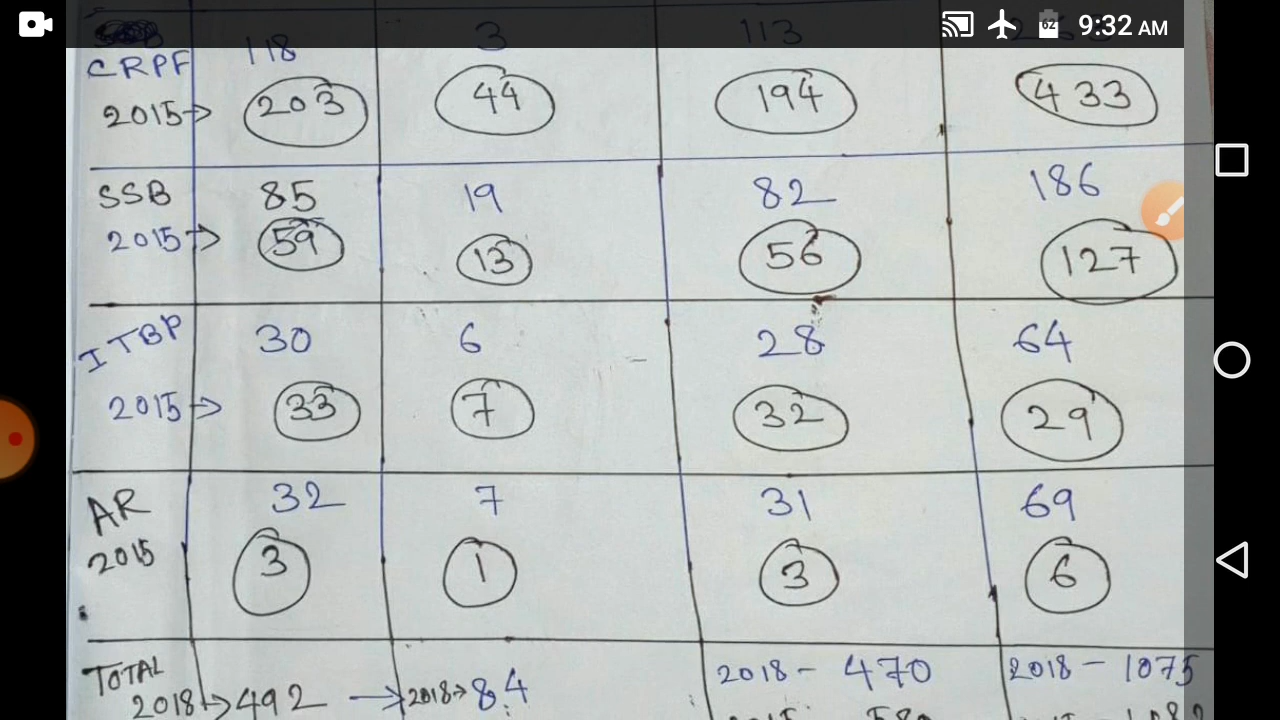 9:32 AM
62
118 3 113
CRPF
2015→ 203 44 194 433
SSB 85 19 82 186
2015→ 59 13 56 127
ITBP 30 6 28 64
2015→ 33 7 32 29
AR 32 7 31 69
2015 3 1 3 6
TOTAL 2018 - 470 2018 - 1075
2018→492 →2018→84